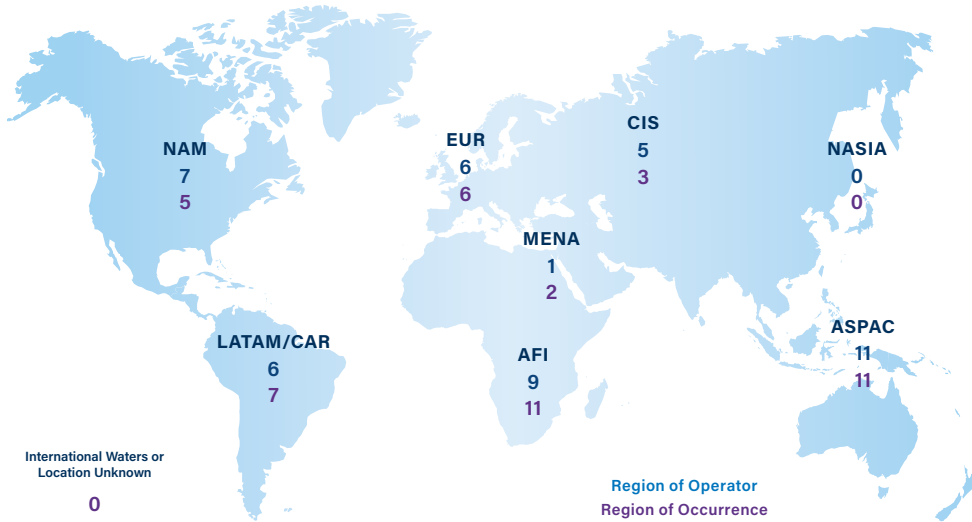 NAM
7
5
EUR
6
6
CIS
5
3
NASIA
0
0
MENA
1
2
LATAM/CAR
6
7
AFI
9
11
ASPAC
11
11
International Waters or
Location Unknown
0
Region of Operator
Region of Occurrence